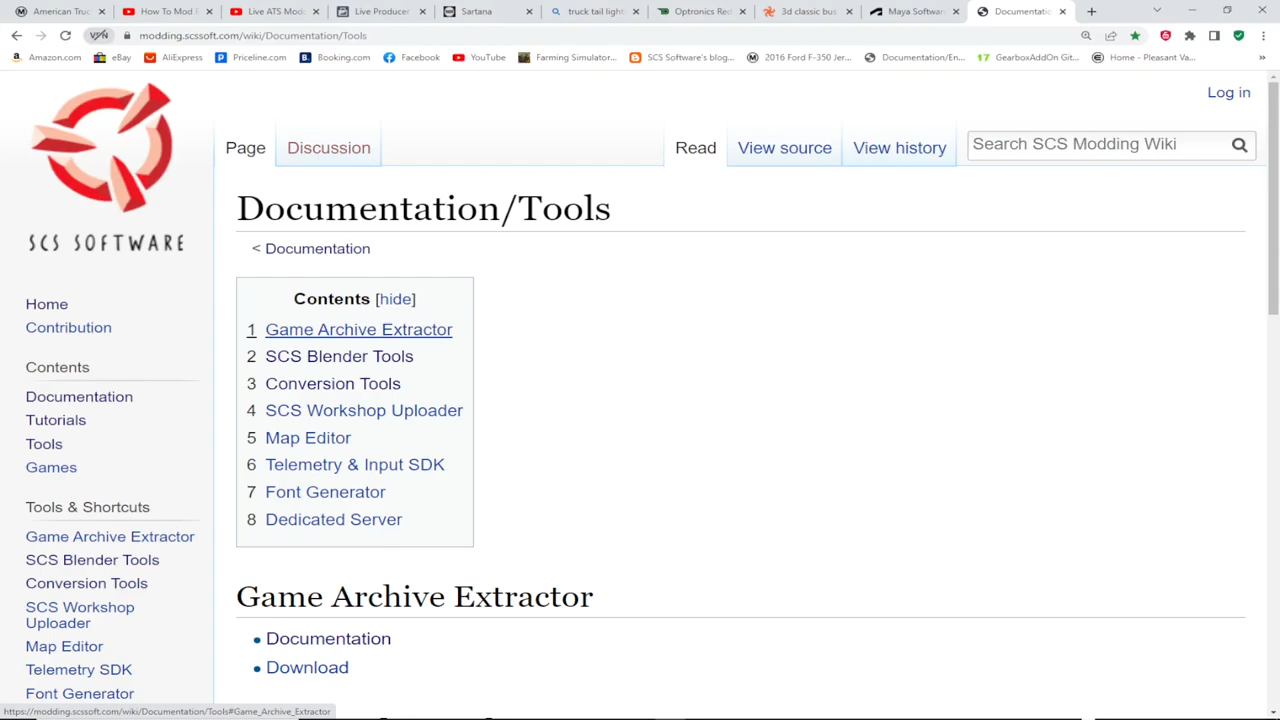 American Truc
How To Mod F
Live ATS Mod
Live Producer
Sartana
truck tail light
Optronics Red
3d classic bus
Maya Softwar
Documentatio
VPN
modding.scssoft.com/wiki/Documentation/Tools
Amazon.com
eBay
AliExpress
Priceline.com
Booking.com
Facebook
YouTube
Farming Simulator...
SCS Software's blog...
2016 Ford F-350 Jer...
Documentation/En...
GearboxAddOn Git...
Home - Pleasant Va...
»
Log in
Page
Discussion
Read
View source
View history
Search SCS Modding Wiki
SCS SOFTWARE
Home
Contribution
Contents
Documentation
Tutorials
Tools
Games
Tools & Shortcuts
Game Archive Extractor
SCS Blender Tools
Conversion Tools
SCS Workshop
Uploader
Map Editor
Telemetry SDK
Font Generator
Documentation/Tools
< Documentation
Contents [hide]
1 Game Archive Extractor
2 SCS Blender Tools
3 Conversion Tools
4 SCS Workshop Uploader
5 Map Editor
6 Telemetry & Input SDK
7 Font Generator
8 Dedicated Server
Game Archive Extractor
• Documentation
• Download
https://modding.scssoft.com/wiki/Documentation/Tools#Game_Archive_Extractor